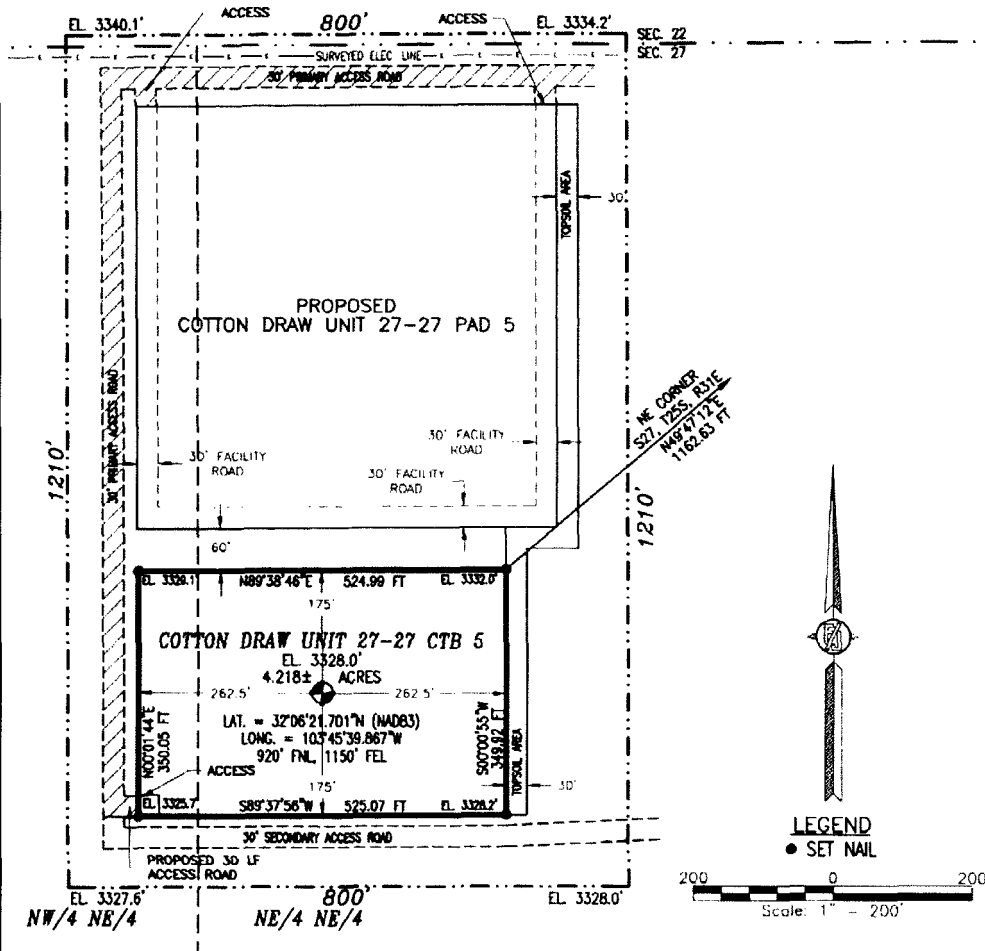 ACCESS
EL. 3340.1'
800'
ACCESS
EL. 3334.2'
SEC. 22
SEC. 27
SURVEYED ELEC LINE
30' PRIMARY ACCESS ROAD
TOPSOIL AREA
30'
PROPOSED
COTTON DRAW UNIT 27-27 PAD 5
NE CORNER
S27, T25S, R31E
N49°47'12"E
1162.63 FT
30' PRIMARY ACCESS ROAD
1210'
30' FACILITY
ROAD
30' FACILITY
ROAD
30' FACILITY
ROAD
1210'
60'
EL. 3329.1'
N89°38'46"E 524.99 FT
EL. 3332.0'
175'
COTTON DRAW UNIT 27-27 CTB 5
EL. 3328.0'
4.218± ACRES
262.5'
262.5'
LAT. = 32°06'21.701"N (NAD83)
LONG. = 103°45'39.867"W
920' FNL, 1150' FEL
N00°01'44"E
350.05 FT
S00°00'55"W
349.92 FT
TOPSOIL AREA
ACCESS
175'
30'
EL. 3325.7'
S89°37'56"W 525.07 FT
EL. 3328.2'
30' SECONDARY ACCESS ROAD
PROPOSED 30 LF
ACCESS ROAD
EL. 3327.6'
800'
EL. 3328.0'
NW/4 NE/4
NE/4 NE/4
LEGEND
● SET NAIL
200 0 200
Scale: 1" = 200'